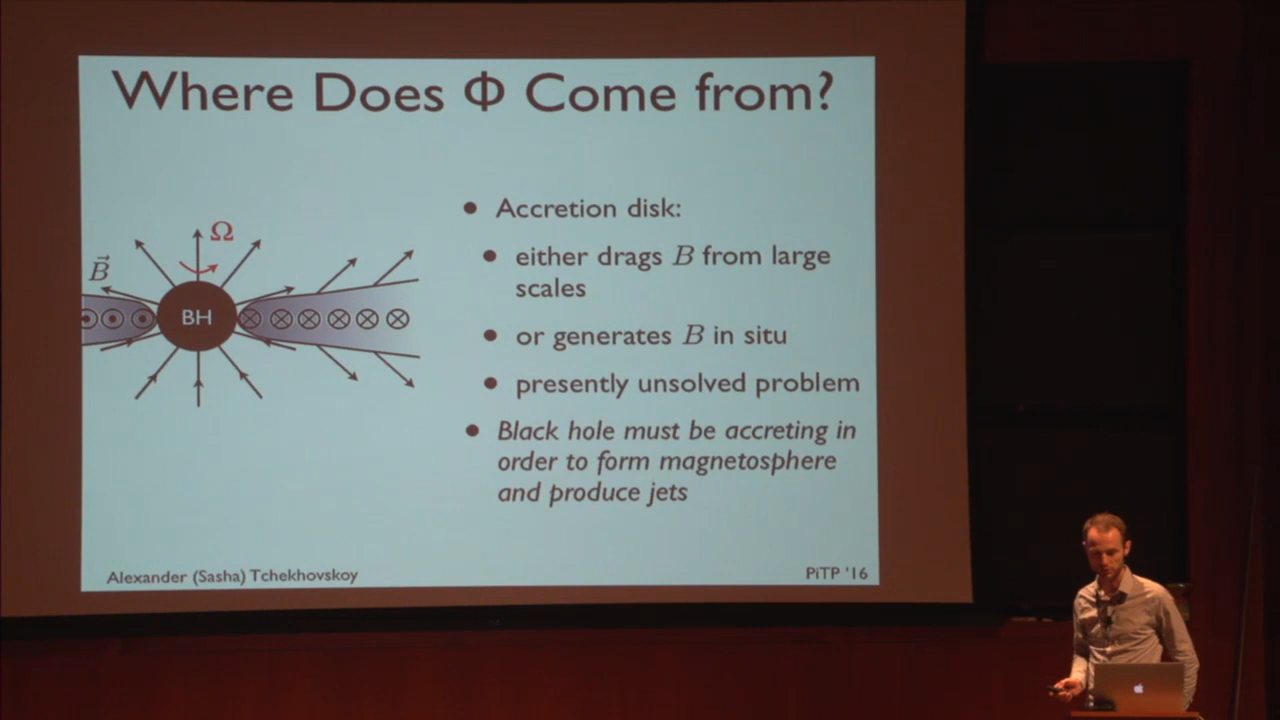 Where Does Φ Come from?
Ω
B⃗
BH
• Accretion disk:
• either drags B from large
scales
• or generates B in situ
• presently unsolved problem
• Black hole must be accreting in
order to form magnetosphere
and produce jets
Alexander (Sasha) Tchekhovskoy
PiTP '16